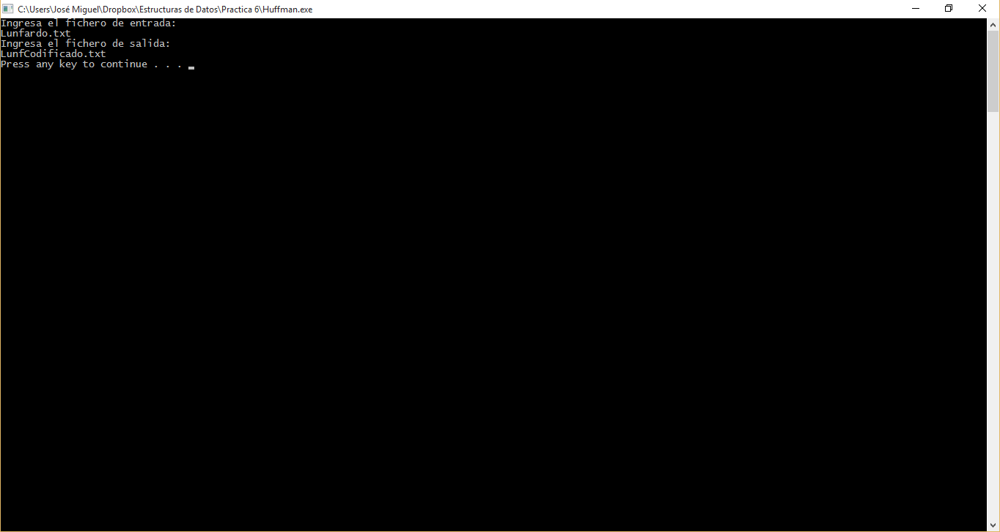 C:\Users\José Miguel\Dropbox\Estructuras de Datos\Practica 6\Huffman.exe
Ingresa el fichero de entrada:
Lunfardo.txt
Ingresa el fichero de salida:
LunfCodificado.txt
Press any key to continue . . .